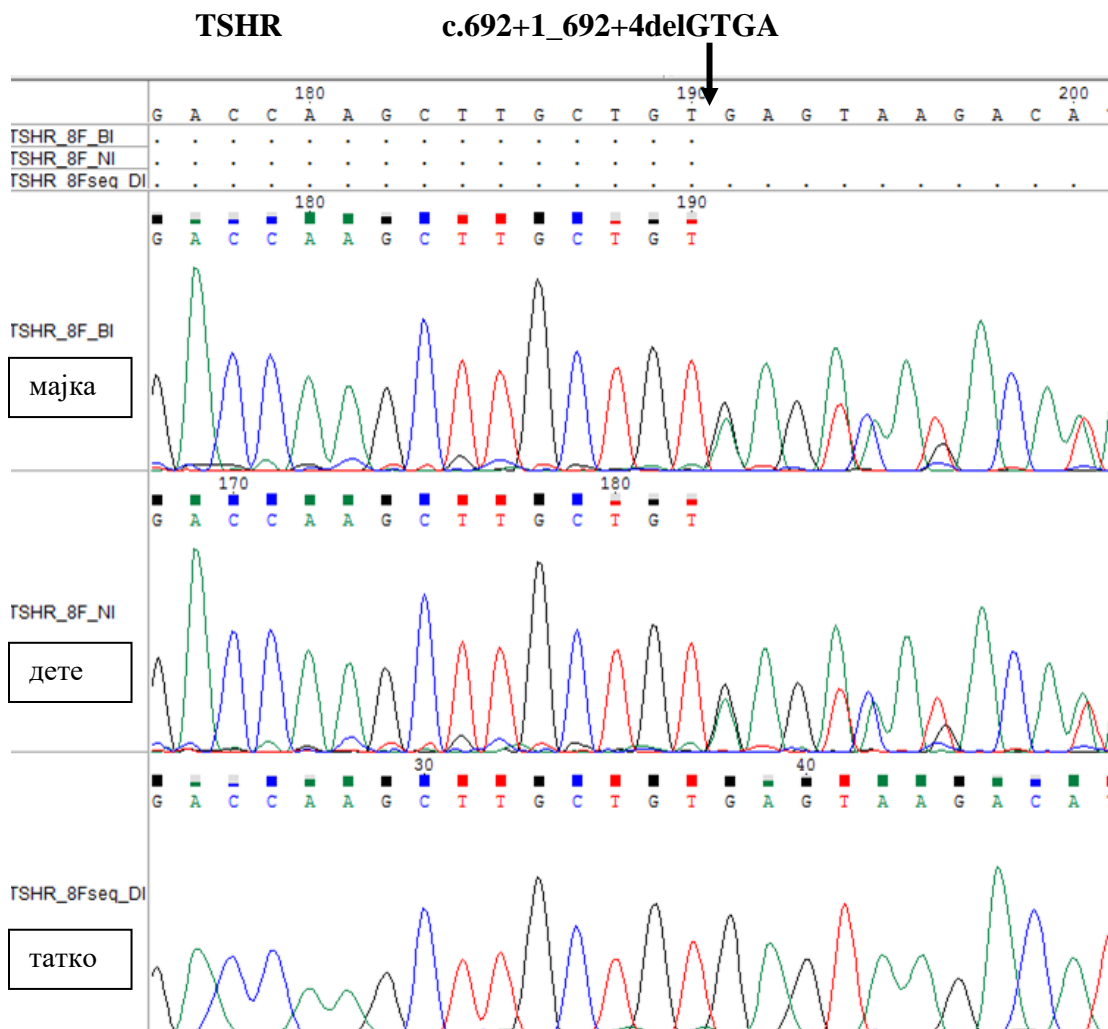 TSHR c.692+1_692+4delGTGA
180 190 200
G A C C A A G C T T G C T G T G A G T A A G A C A
TSHR_8F_BI
TSHR_8F_NI
TSHR_8Fseq_DI
180 190
G A C C A A G C T T G C T G T
TSHR_8F_BI
мајка
170 180
G A C C A A G C T T G C T G T
TSHR_8F_NI
дете
30 40
G A C C A A G C T T G C T G T G A G T A A G A C A T
TSHR_8Fseq_DI
татко